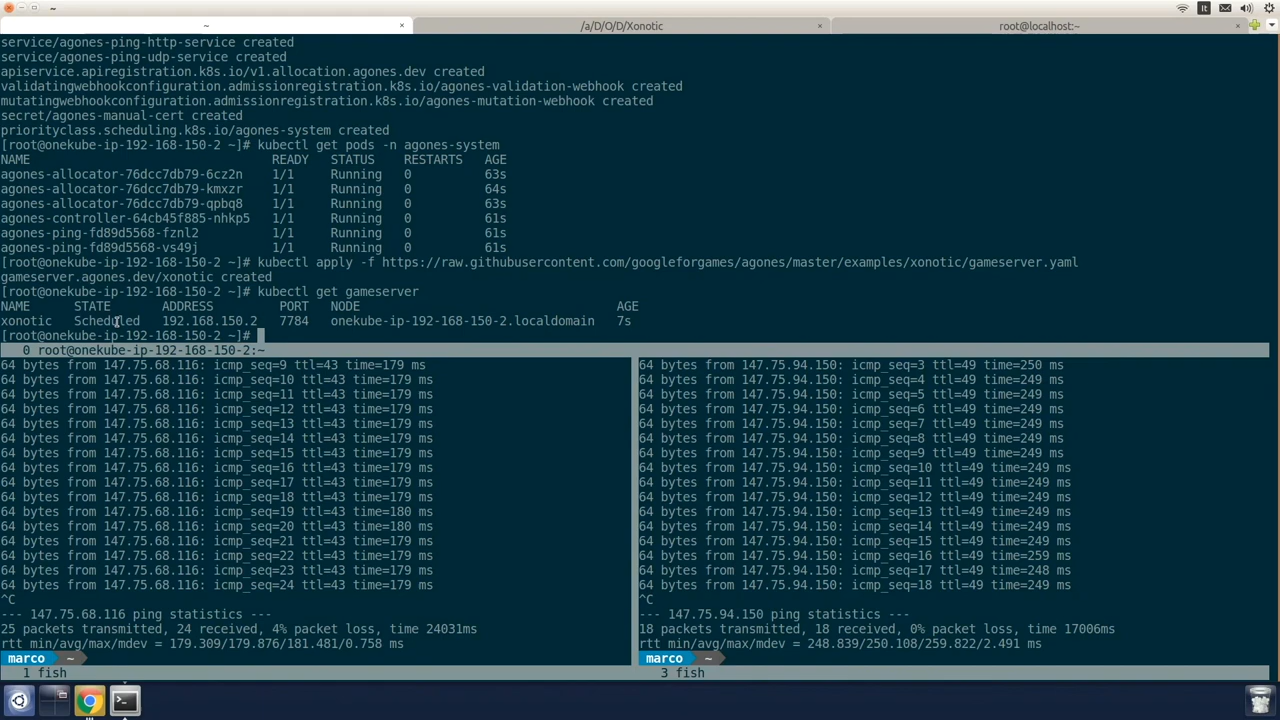 ~
It
~
×
/a/D/O/D/Xonotic
×
root@localhost:~
×
service/agones-ping-http-service created
service/agones-ping-udp-service created
apiservice.apiregistration.k8s.io/v1.allocation.agones.dev created
validatingwebhookconfiguration.admissionregistration.k8s.io/agones-validation-webhook created
mutatingwebhookconfiguration.admissionregistration.k8s.io/agones-mutation-webhook created
secret/agones-manual-cert created
priorityclass.scheduling.k8s.io/agones-system created
[root@onekube-ip-192-168-150-2 ~]# kubectl get pods -n agones-system
NAME READY STATUS RESTARTS AGE
agones-allocator-76dcc7db79-6cz2n 1/1 Running 0 63s
agones-allocator-76dcc7db79-kmxzr 1/1 Running 0 64s
agones-allocator-76dcc7db79-qpbq8 1/1 Running 0 63s
agones-controller-64cb45f885-nhkp5 1/1 Running 0 61s
agones-ping-fd89d5568-fznl2 1/1 Running 0 61s
agones-ping-fd89d5568-vs49j 1/1 Running 0 61s
[root@onekube-ip-192-168-150-2 ~]# kubectl apply -f https://raw.githubusercontent.com/googleforgames/agones/master/examples/xonotic/gameserver.yaml
gameserver.agones.dev/xonotic created
[root@onekube-ip-192-168-150-2 ~]# kubectl get gameserver
NAME STATE ADDRESS PORT NODE AGE
xonotic Scheduled 192.168.150.2 7784 onekube-ip-192-168-150-2.localdomain 7s
[root@onekube-ip-192-168-150-2 ~]#
0 root@onekube-ip-192-168-150-2:~
64 bytes from 147.75.68.116: icmp_seq=9 ttl=43 time=179 ms
64 bytes from 147.75.68.116: icmp_seq=10 ttl=43 time=179 ms
64 bytes from 147.75.68.116: icmp_seq=11 ttl=43 time=179 ms
64 bytes from 147.75.68.116: icmp_seq=12 ttl=43 time=179 ms
64 bytes from 147.75.68.116: icmp_seq=13 ttl=43 time=179 ms
64 bytes from 147.75.68.116: icmp_seq=14 ttl=43 time=179 ms
64 bytes from 147.75.68.116: icmp_seq=15 ttl=43 time=179 ms
64 bytes from 147.75.68.116: icmp_seq=16 ttl=43 time=179 ms
64 bytes from 147.75.68.116: icmp_seq=17 ttl=43 time=179 ms
64 bytes from 147.75.68.116: icmp_seq=18 ttl=43 time=179 ms
64 bytes from 147.75.68.116: icmp_seq=19 ttl=43 time=180 ms
64 bytes from 147.75.68.116: icmp_seq=20 ttl=43 time=180 ms
64 bytes from 147.75.68.116: icmp_seq=21 ttl=43 time=179 ms
64 bytes from 147.75.68.116: icmp_seq=22 ttl=43 time=179 ms
64 bytes from 147.75.68.116: icmp_seq=23 ttl=43 time=179 ms
64 bytes from 147.75.68.116: icmp_seq=24 ttl=43 time=179 ms
^C
--- 147.75.68.116 ping statistics ---
25 packets transmitted, 24 received, 4% packet loss, time 24031ms
rtt min/avg/max/mdev = 179.309/179.876/181.481/0.758 ms
marco ~
1 fish
64 bytes from 147.75.94.150: icmp_seq=3 ttl=49 time=250 ms
64 bytes from 147.75.94.150: icmp_seq=4 ttl=49 time=249 ms
64 bytes from 147.75.94.150: icmp_seq=5 ttl=49 time=249 ms
64 bytes from 147.75.94.150: icmp_seq=6 ttl=49 time=249 ms
64 bytes from 147.75.94.150: icmp_seq=7 ttl=49 time=249 ms
64 bytes from 147.75.94.150: icmp_seq=8 ttl=49 time=249 ms
64 bytes from 147.75.94.150: icmp_seq=9 ttl=49 time=249 ms
64 bytes from 147.75.94.150: icmp_seq=10 ttl=49 time=249 ms
64 bytes from 147.75.94.150: icmp_seq=11 ttl=49 time=249 ms
64 bytes from 147.75.94.150: icmp_seq=12 ttl=49 time=249 ms
64 bytes from 147.75.94.150: icmp_seq=13 ttl=49 time=249 ms
64 bytes from 147.75.94.150: icmp_seq=14 ttl=49 time=249 ms
64 bytes from 147.75.94.150: icmp_seq=15 ttl=49 time=249 ms
64 bytes from 147.75.94.150: icmp_seq=16 ttl=49 time=259 ms
64 bytes from 147.75.94.150: icmp_seq=17 ttl=49 time=248 ms
64 bytes from 147.75.94.150: icmp_seq=18 ttl=49 time=249 ms
^C
--- 147.75.94.150 ping statistics ---
18 packets transmitted, 18 received, 0% packet loss, time 17006ms
rtt min/avg/max/mdev = 248.839/250.108/259.822/2.491 ms
marco ~
3 fish